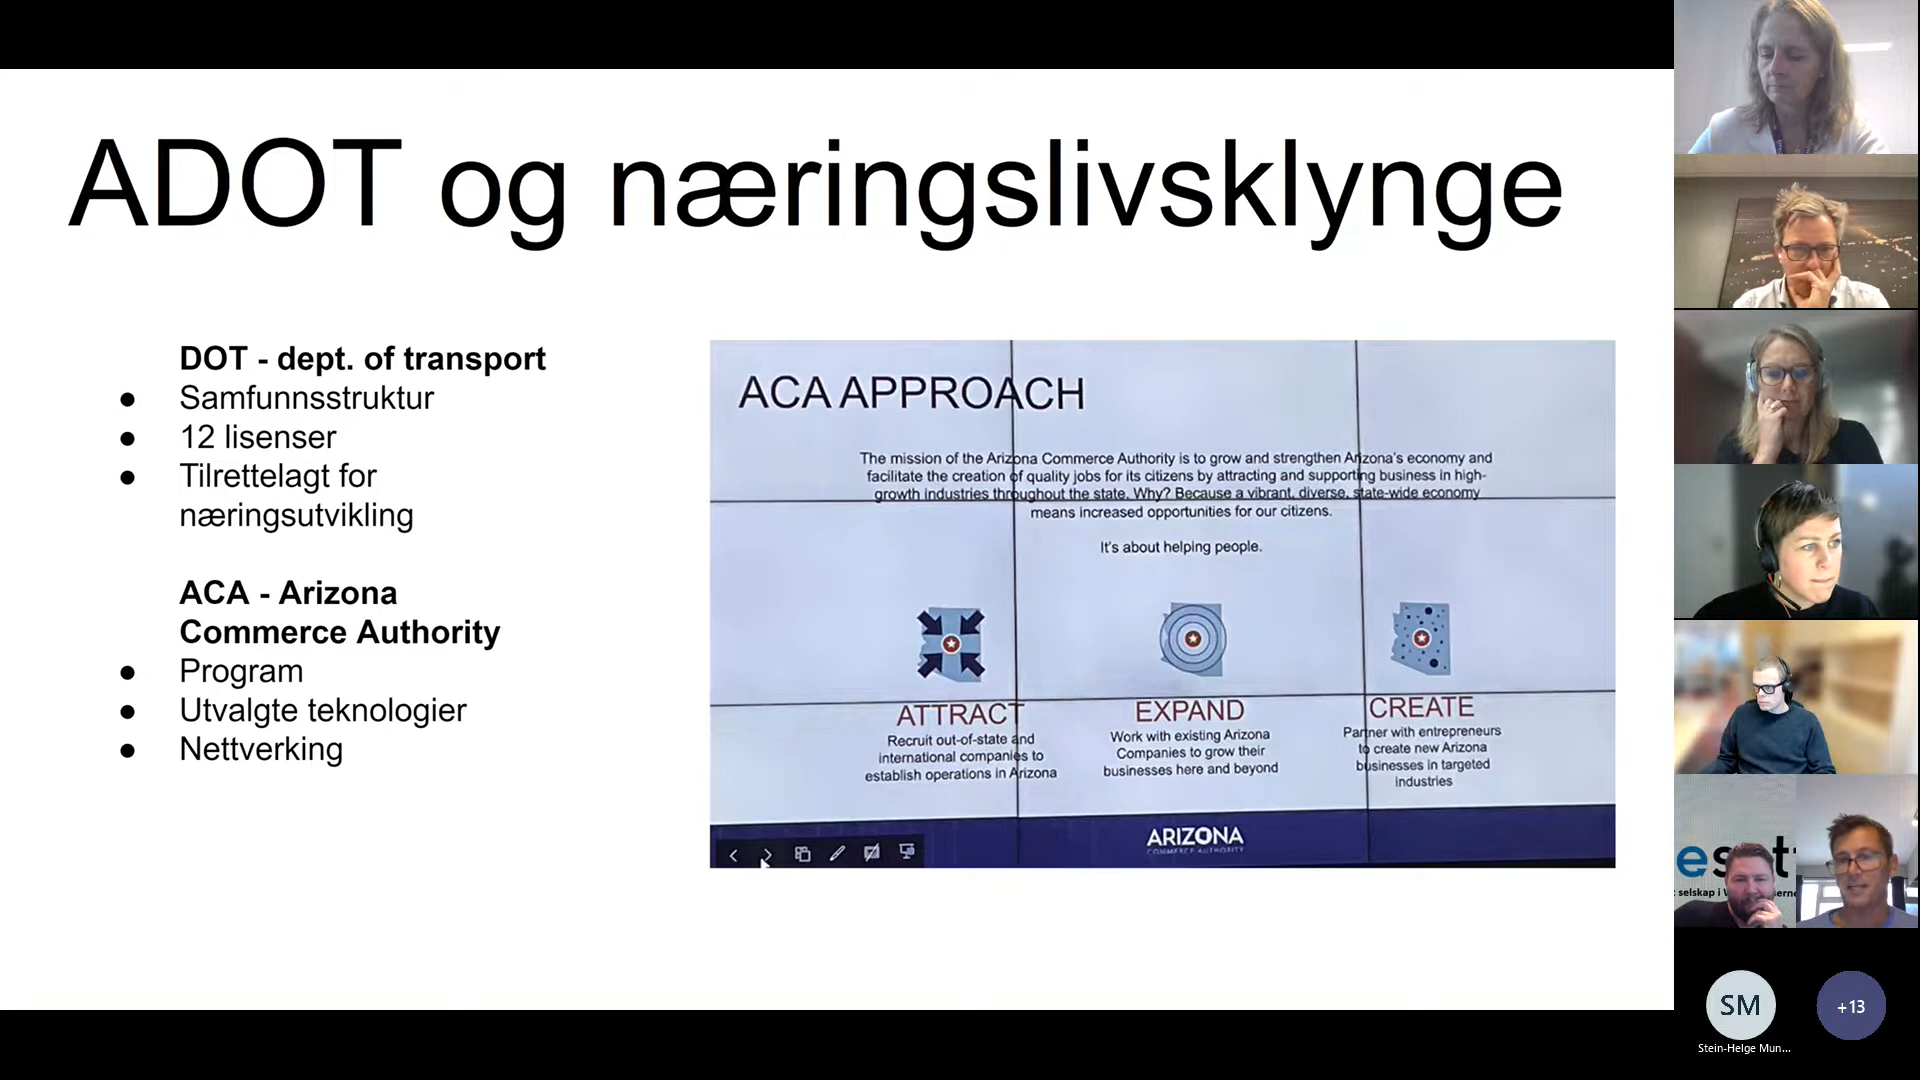 ADOT og næringslivsklynge
DOT - dept. of transport
● Samfunnsstruktur
● 12 lisenser
● Tilrettelagt for
næringsutvikling
ACA - Arizona
Commerce Authority
● Program
● Utvalgte teknologier
● Nettverking
ACA APPROACH
The mission of the Arizona Commerce Authority is to grow and strengthen Arizona's economy and
facilitate the creation of quality jobs for its citizens by attracting and supporting business in high-
growth industries throughout the state. Why? Because a vibrant, diverse, state-wide economy
means increased opportunities for our citizens.
It's about helping people.
ATTRACT
Recruit out-of-state and
international companies to
establish operations in Arizona
EXPAND
Work with existing Arizona
Companies to grow their
businesses here and beyond
CREATE
Partner with entrepreneurs
to create new Arizona
businesses in targeted
industries
ARIZONA
COMMERCE AUTHORITY
selskap i
SM
+13
Stein-Helge Mun...